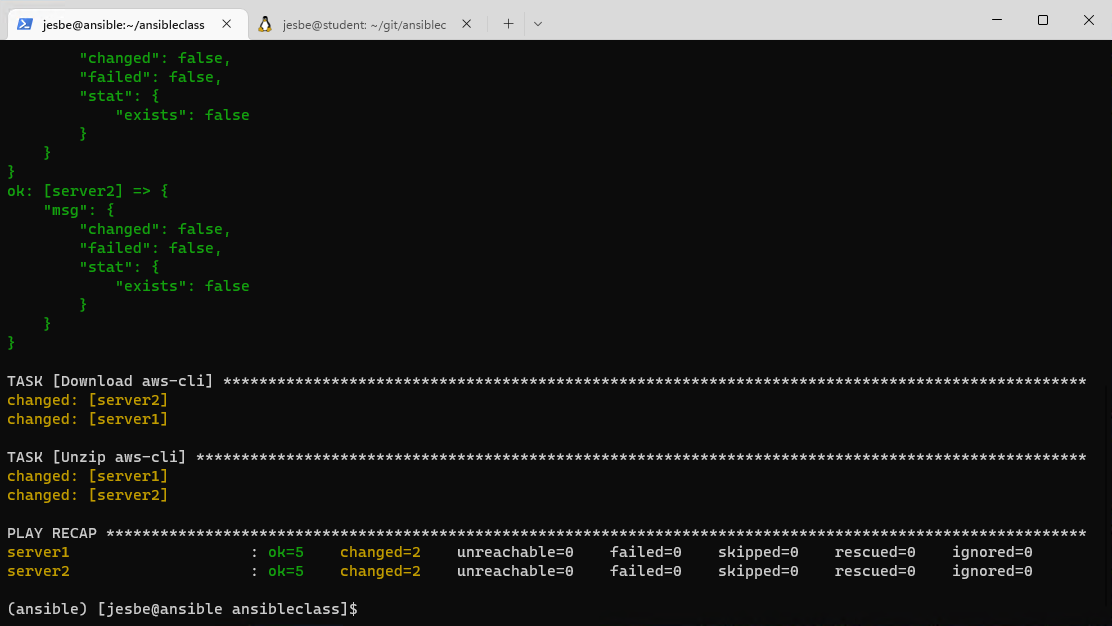 jesbe@ansible:~/ansibleclass
jesbe@student: ~/git/ansiblec
        "changed": false,
        "failed": false,
        "stat": {
            "exists": false
        }
    }
}
ok: [server2] => {
    "msg": {
        "changed": false,
        "failed": false,
        "stat": {
            "exists": false
        }
    }
}
TASK [Download aws-cli] ************************************************************************************************
changed: [server2]
changed: [server1]
TASK [Unzip aws-cli] ***************************************************************************************************
changed: [server1]
changed: [server2]
PLAY RECAP *************************************************************************************************************
server1                    : ok=5    changed=2    unreachable=0    failed=0    skipped=0    rescued=0    ignored=0
server2                    : ok=5    changed=2    unreachable=0    failed=0    skipped=0    rescued=0    ignored=0
(ansible) [jesbe@ansible ansibleclass]$